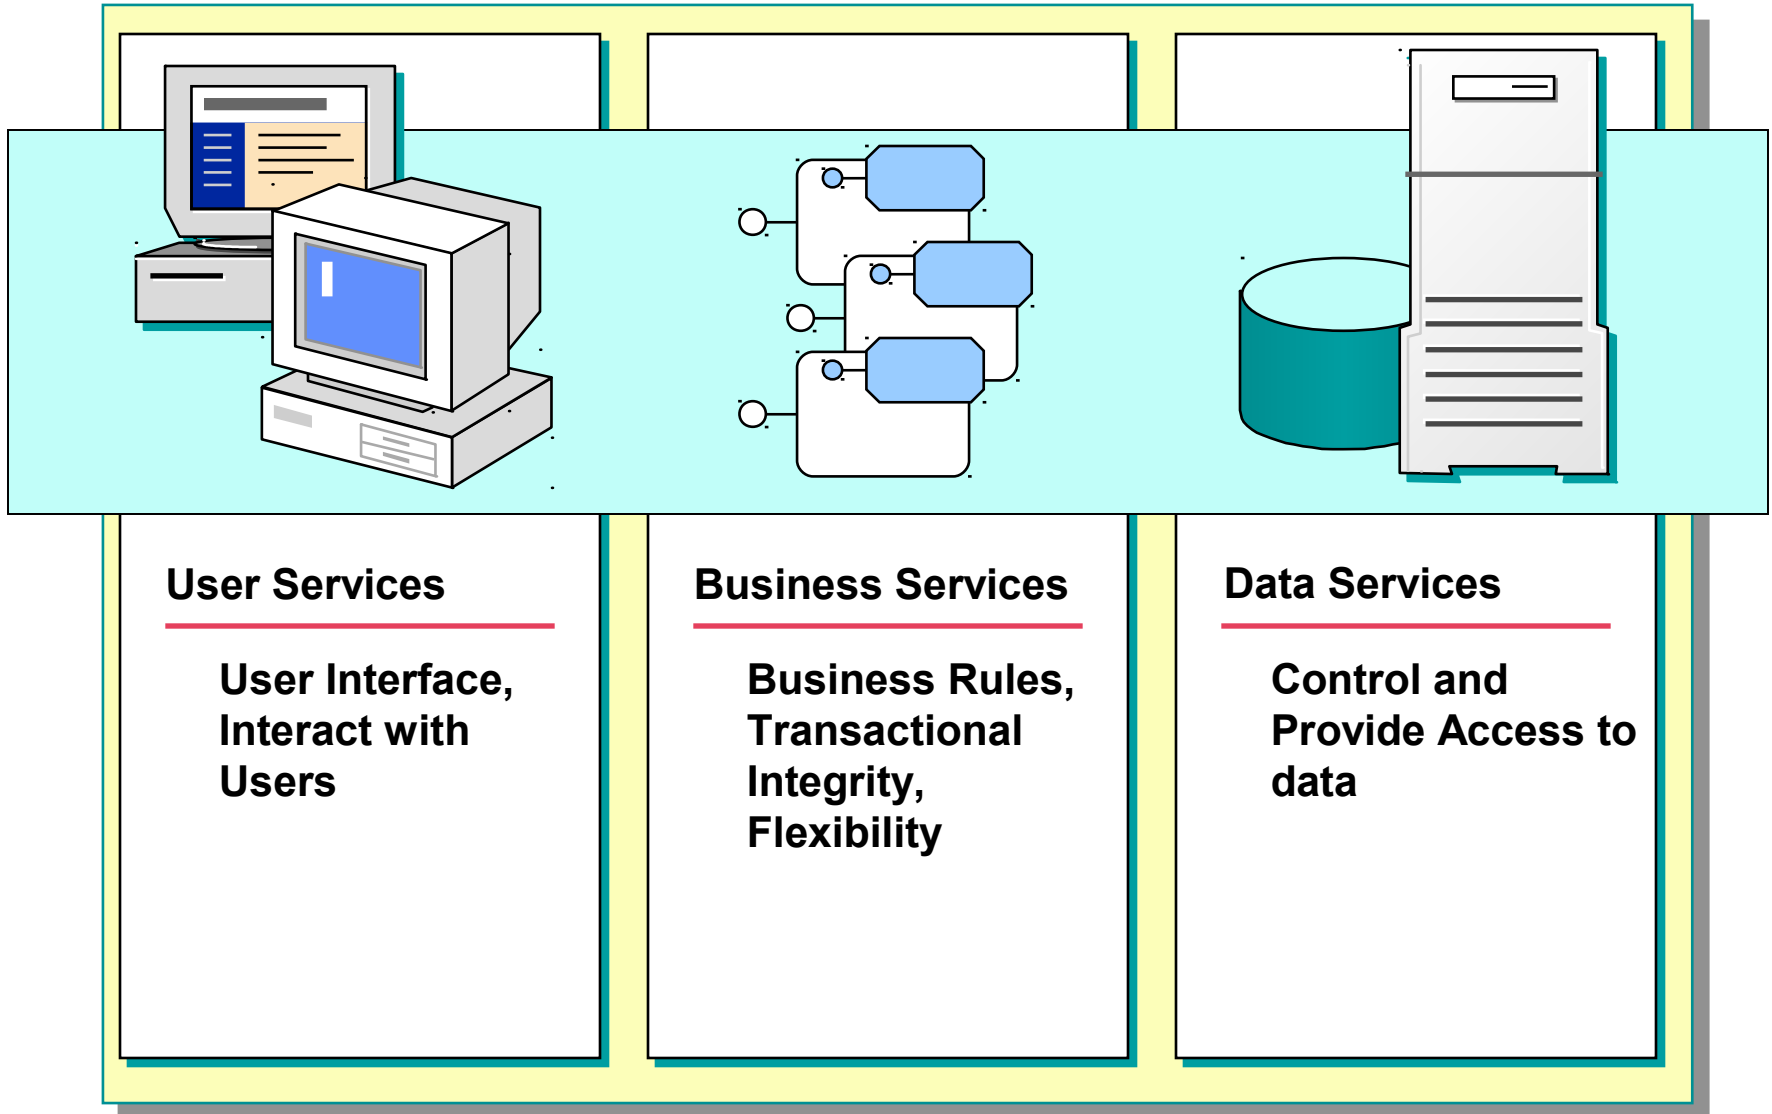 User Services
User Interface,
Interact with
Users
Business Services
Business Rules,
Transactional
Integrity,
Flexibility
Data Services
Control and
Provide Access to
data